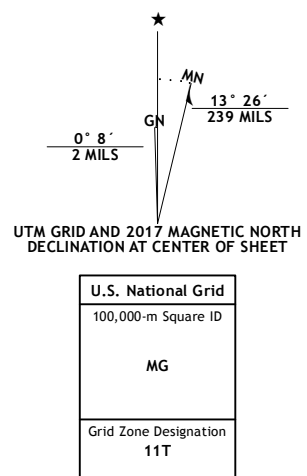 ★
MN
GN
13° 26´
239 MILS
0° 8´
2 MILS
UTM GRID AND 2017 MAGNETIC NORTH
DECLINATION AT CENTER OF SHEET
U.S. National Grid
100,000-m Square ID
MG
Grid Zone Designation
11T